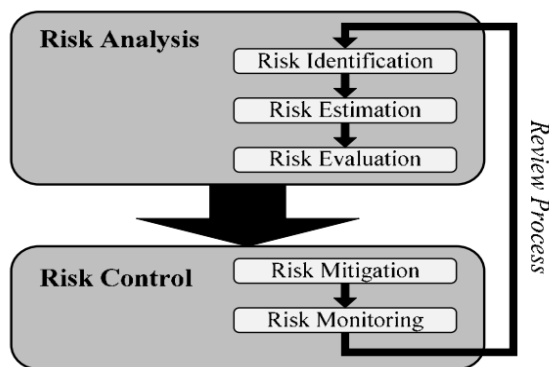 Risk Analysis
Risk Identification
Risk Estimation
Risk Evaluation
Review Process
Risk Control
Risk Mitigation
Risk Monitoring